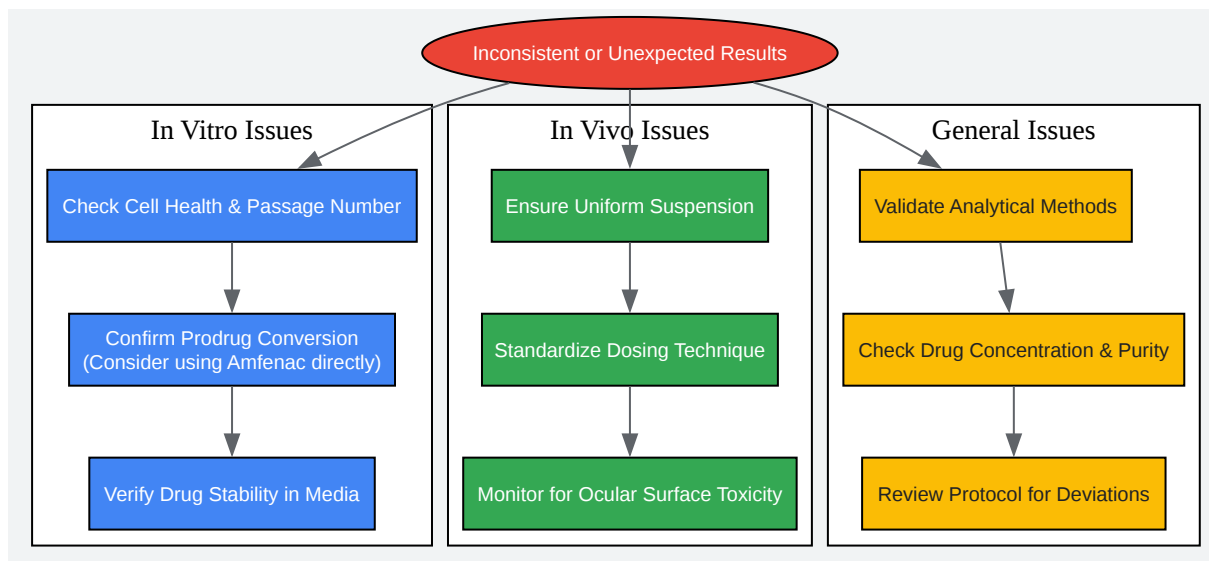 Inconsistent or Unexpected Results
In Vitro Issues
Check Cell Health & Passage Number
Confirm Prodrug Conversion
(Consider using Amfenac directly)
Verify Drug Stability in Media
In Vivo Issues
Ensure Uniform Suspension
Standardize Dosing Technique
Monitor for Ocular Surface Toxicity
General Issues
Validate Analytical Methods
Check Drug Concentration & Purity
Review Protocol for Deviations